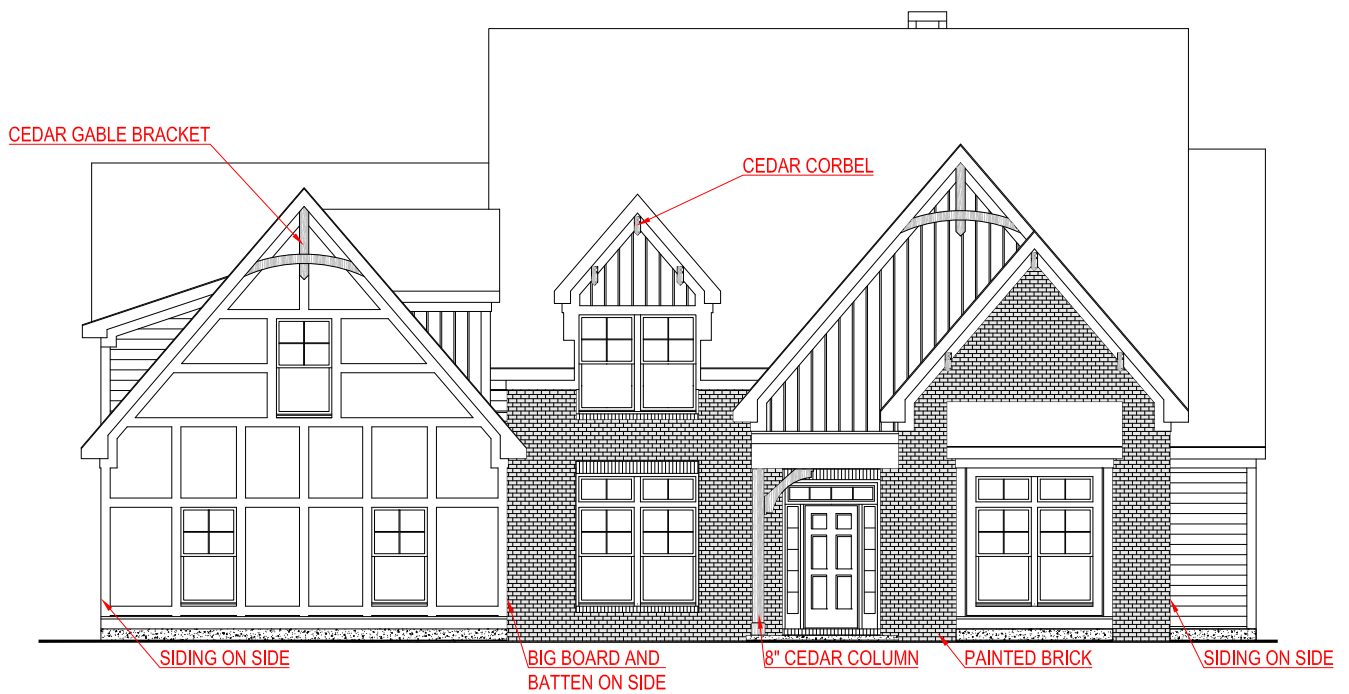 CEDAR GABLE BRACKET
CEDAR CORBEL
SIDING ON SIDE
BIG BOARD AND
BATTEN ON SIDE
8" CEDAR COLUMN
PAINTED BRICK
SIDING ON SIDE